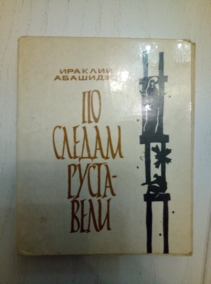 ИРАКЛИЙ
АБАШИДЗЕ
ПО
СЛЕДАМ
РУСТА-
ВЕЛИ